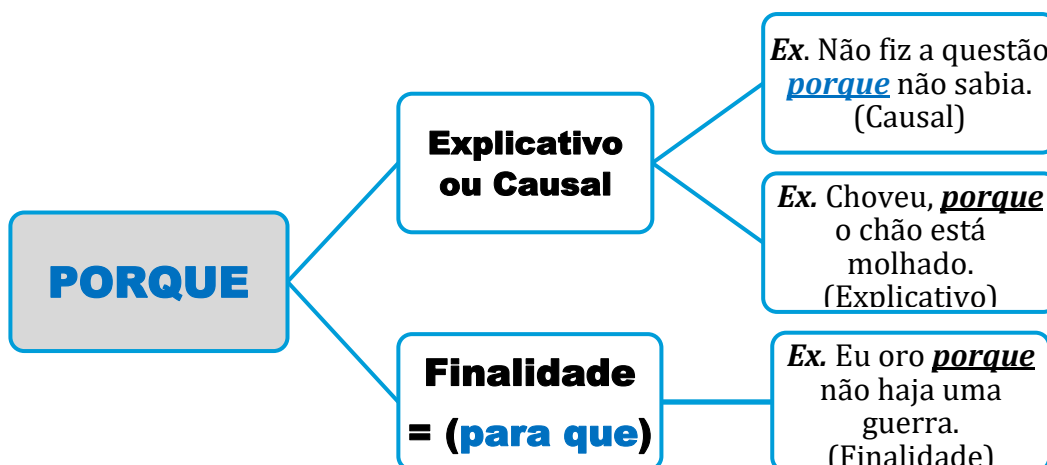 PORQUE
Explicativo
ou Causal
Ex. Não fiz a questão
porque não sabia.
(Causal)
Ex. Choveu, porque
o chão está
molhado.
(Explicativo)
Finalidade
= (para que)
Ex. Eu oro porque
não haja uma
guerra.
(Finalidade)